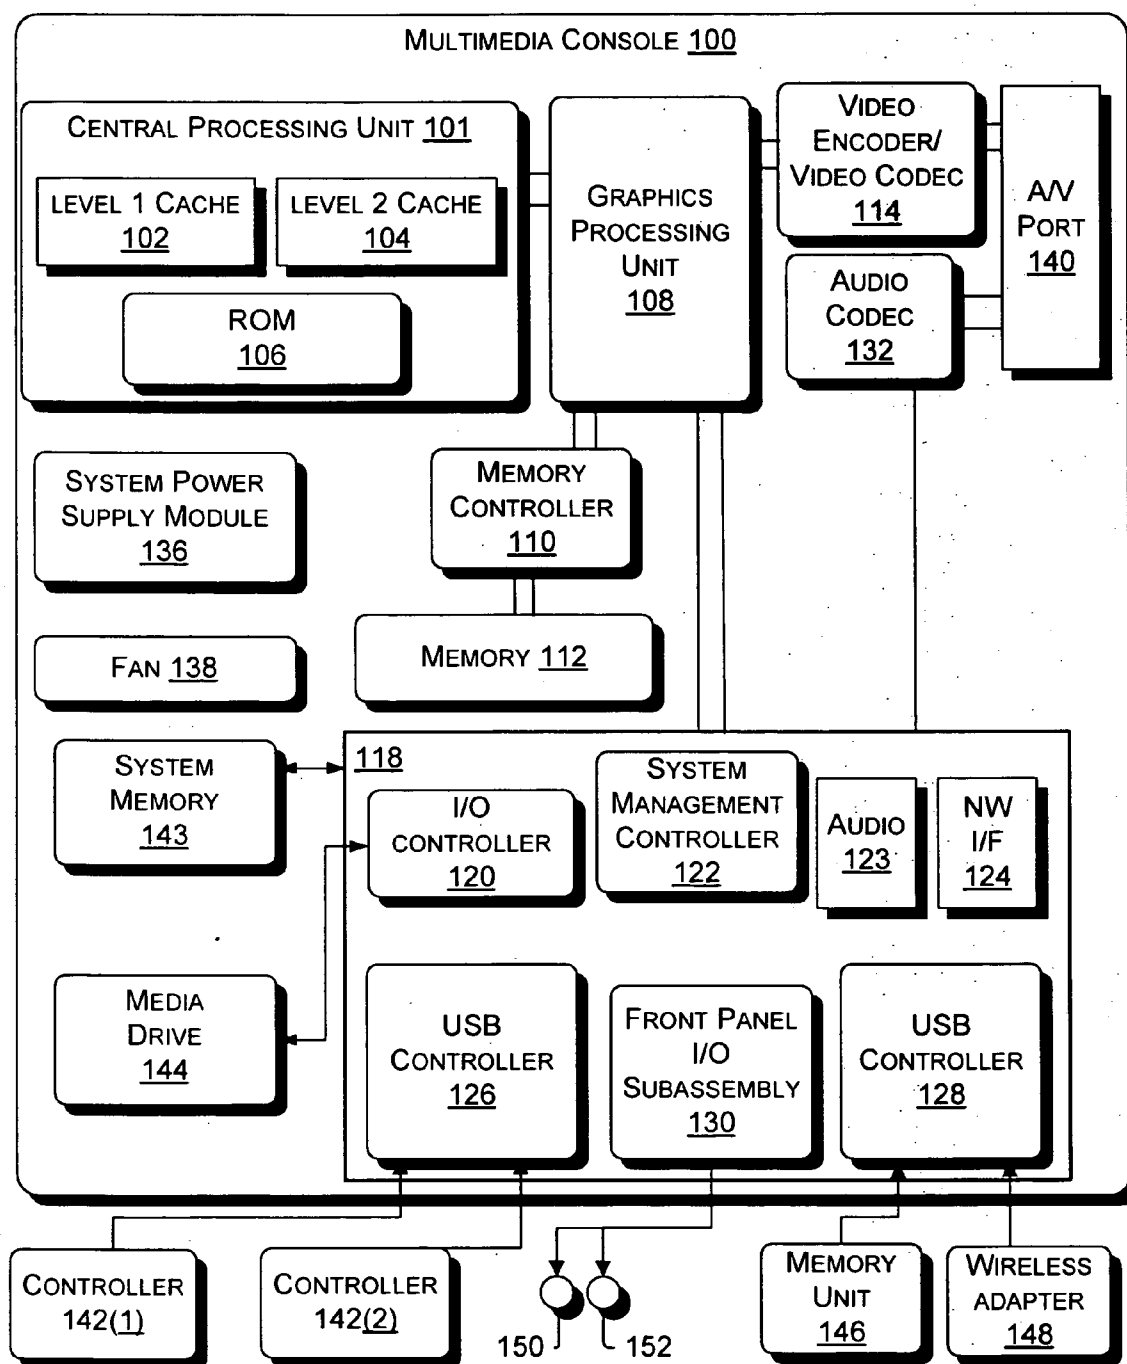 MULTIMEDIA CONSOLE 100
CENTRAL PROCESSING UNIT 101
LEVEL 1 CACHE
102
LEVEL 2 CACHE
104
ROM
106
GRAPHICS
PROCESSING
UNIT
108
VIDEO
ENCODER/
VIDEO CODEC
114
A/V
PORT
140
AUDIO
CODEC
132
SYSTEM POWER
SUPPLY MODULE
136
MEMORY
CONTROLLER
110
FAN 138
MEMORY 112
SYSTEM
MEMORY
143
118
I/O
CONTROLLER
120
SYSTEM
MANAGEMENT
CONTROLLER
122
AUDIO
123
NW
I/F
124
MEDIA
DRIVE
144
USB
CONTROLLER
126
FRONT PANEL
I/O
SUBASSEMBLY
130
USB
CONTROLLER
128
CONTROLLER
142(1)
CONTROLLER
142(2)
150
152
MEMORY
UNIT
146
WIRELESS
ADAPTER
148